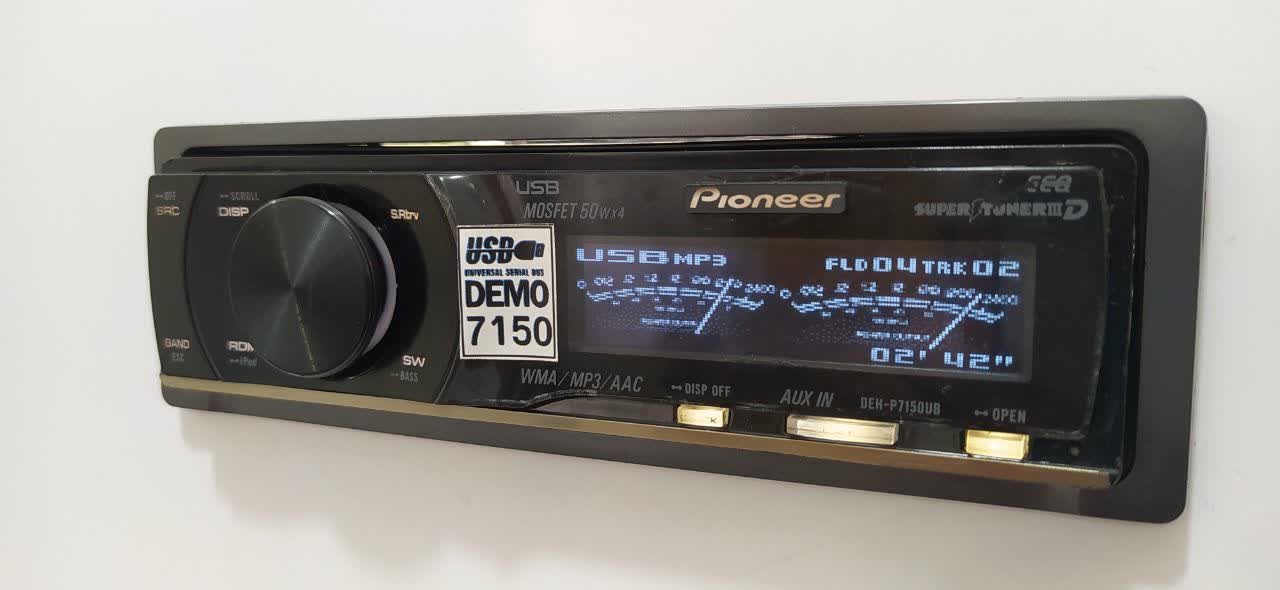 OFF
SRC
SCROLL
DISP
S.Rtrv
BAND
ESC
RDM
iPod
SW
BASS
USB
MOSFET 50Wx4
Pioneer
SUPER TUNER III D
USB
UNIVERSAL SERIAL BUS
DEMO
7150
USB MP3
FLD 04 TRK 02
02' 42"
WMA/MP3/AAC
DISP OFF
AUX IN
DEH-P7150UB
OPEN